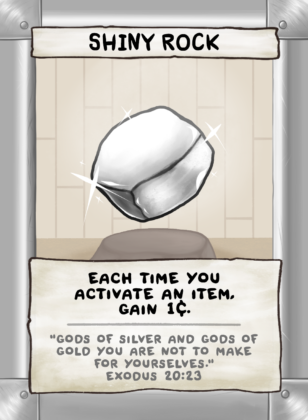 SHINY ROCK
EACH TIME YOU
ACTIVATE AN ITEM,
GAIN 1¢.
"GODS OF SILVER AND GODS OF
GOLD YOU ARE NOT TO MAKE
FOR YOURSELVES."
EXODUS 20:23